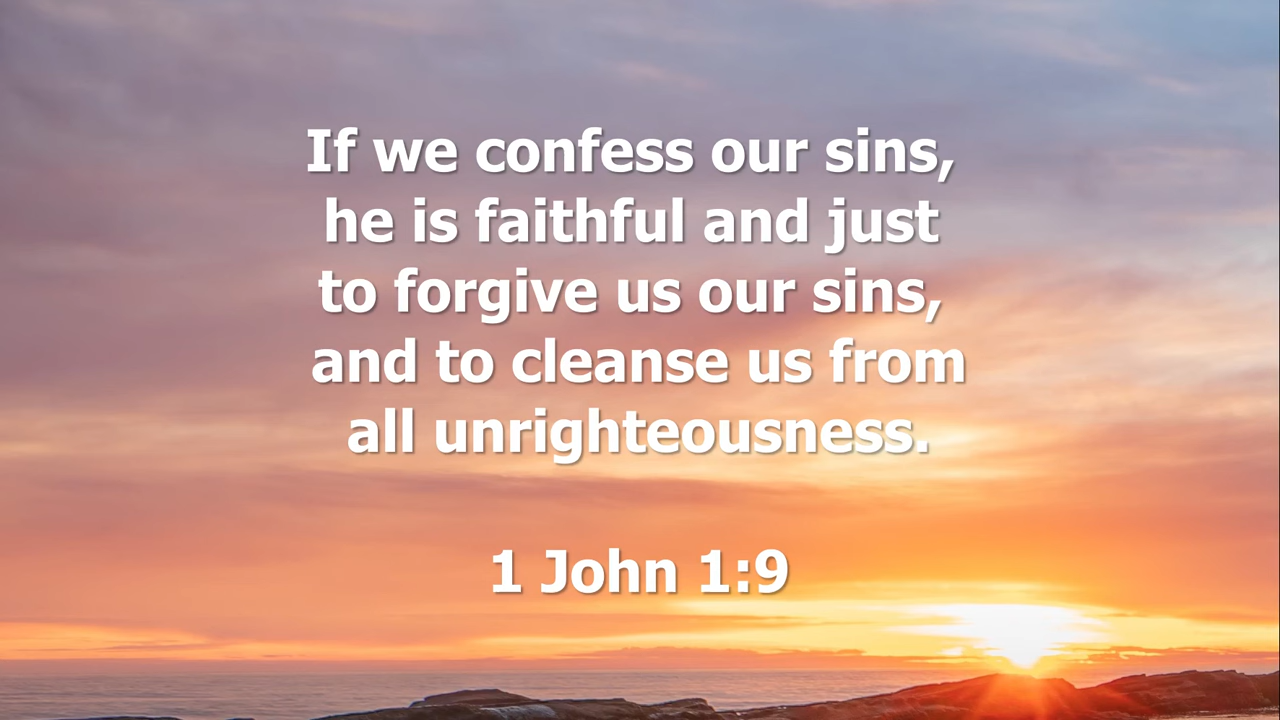 If we confess our sins,
he is faithful and just
to forgive us our sins,
and to cleanse us from
all unrighteousness.
1 John 1:9